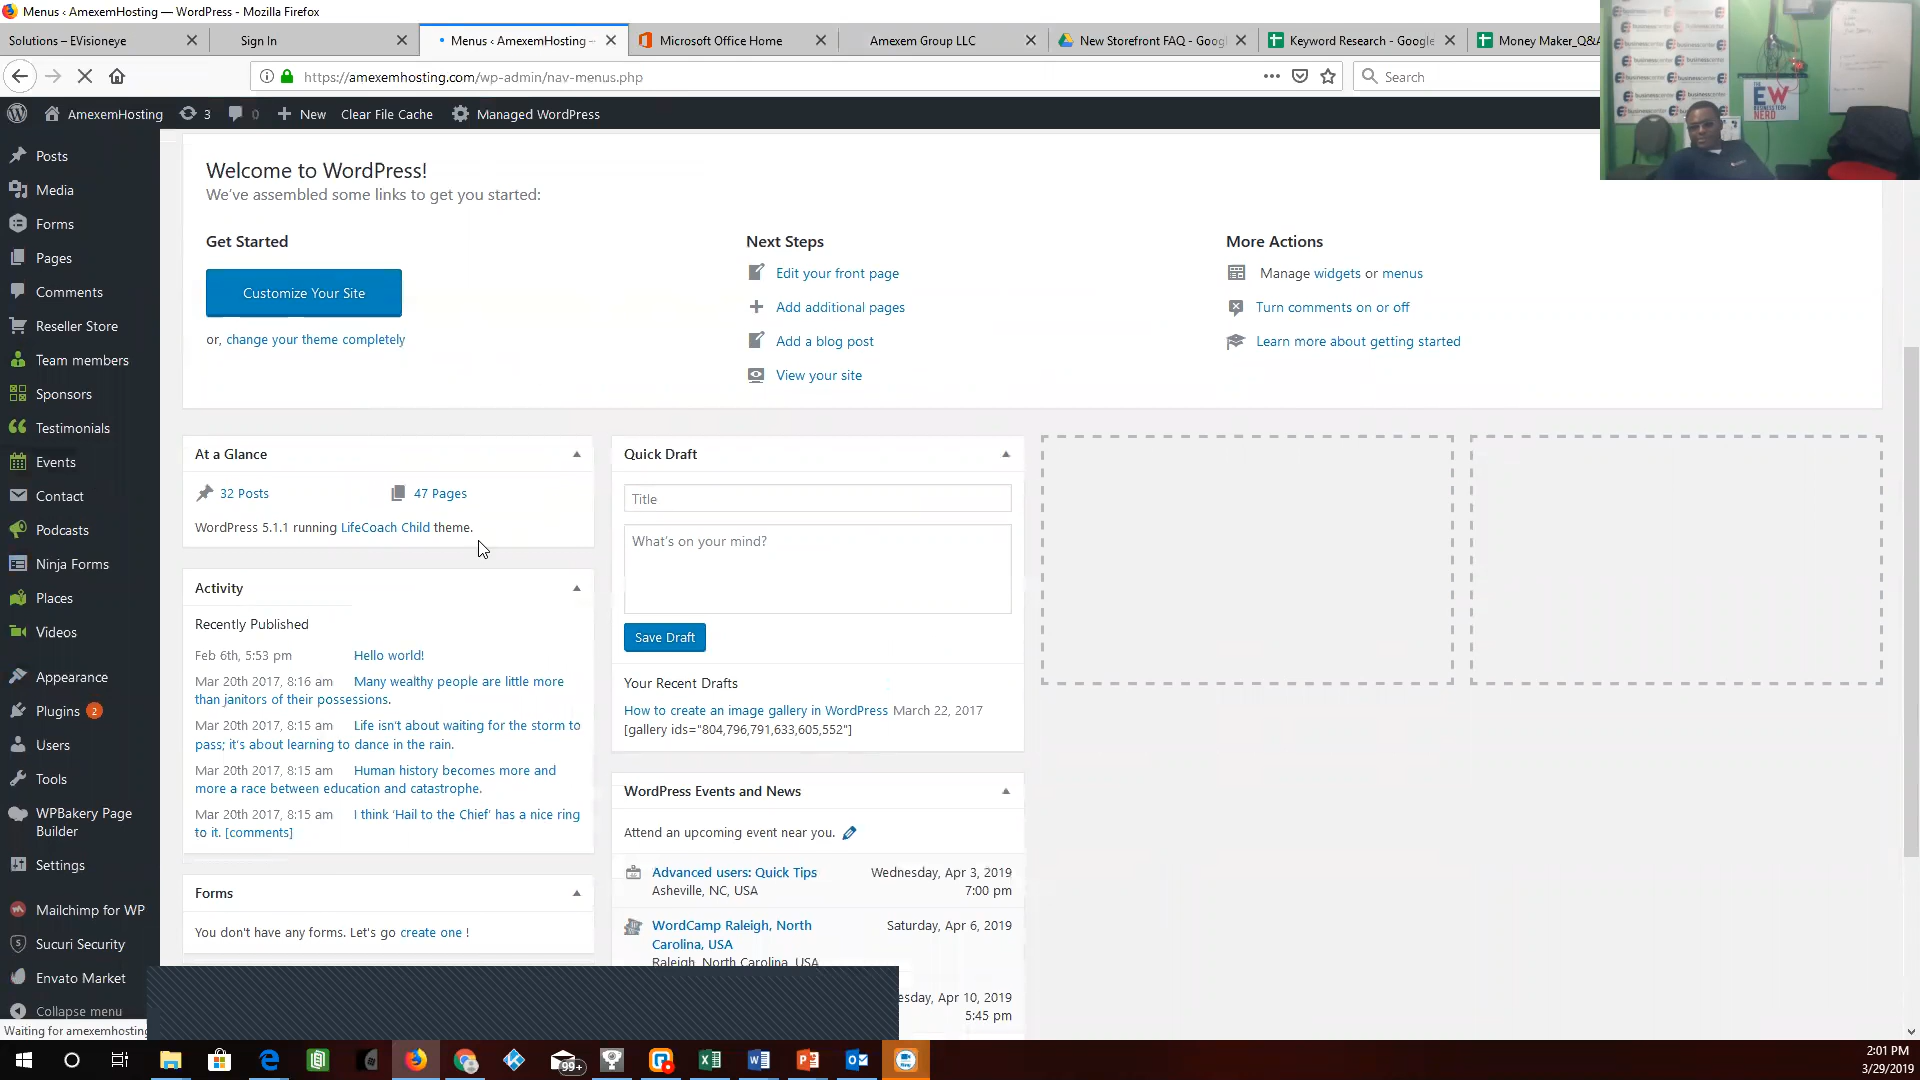 Menus ‹ AmexemHosting — WordPress - Mozilla Firefox
Solutions – EVisioneye
Sign In
Menus ‹ AmexemHosting —
Microsoft Office Home
Amexem Group LLC
New Storefront FAQ - Goog
Keyword Research - Google
Money Maker_Q&A
https://amexemhosting.com/wp-admin/nav-menus.php
Search
AmexemHosting
3
0
New
Clear File Cache
Managed WordPress
Posts
Media
Forms
Pages
Comments
Reseller Store
Team members
Sponsors
Testimonials
Events
Contact
Podcasts
Ninja Forms
Places
Videos
Appearance
Plugins 2
Users
Tools
WPBakery Page
Builder
Settings
Mailchimp for WP
Sucuri Security
Envato Market
Collapse menu
Waiting for amexemhosting
Welcome to WordPress!
We've assembled some links to get you started:
Get Started
Customize Your Site
or, change your theme completely
Next Steps
Edit your front page
Add additional pages
Add a blog post
View your site
More Actions
Manage widgets or menus
Turn comments on or off
Learn more about getting started
At a Glance
32 Posts
47 Pages
WordPress 5.1.1 running LifeCoach Child theme.
Activity
Recently Published
Feb 6th, 5:53 pm Hello world!
Mar 20th 2017, 8:16 am Many wealthy people are little more
than janitors of their possessions.
Mar 20th 2017, 8:15 am Life isn't about waiting for the storm to
pass; it's about learning to dance in the rain.
Mar 20th 2017, 8:15 am Human history becomes more and
more a race between education and catastrophe.
Mar 20th 2017, 8:15 am I think 'Hail to the Chief' has a nice ring
to it. [comments]
Forms
You don't have any forms. Let's go create one !
Quick Draft
Title
What's on your mind?
Save Draft
Your Recent Drafts
How to create an image gallery in WordPress March 22, 2017
[gallery ids="804,796,791,633,605,552"]
WordPress Events and News
Attend an upcoming event near you.
Advanced users: Quick Tips Wednesday, Apr 3, 2019
Asheville, NC, USA 7:00 pm
WordCamp Raleigh, North Saturday, Apr 6, 2019
Carolina, USA
Raleigh, North Carolina, USA
esday, Apr 10, 2019
5:45 pm
THE
EW
BUSINESS TECH
NERD
businesscenter
99+
2:01 PM
3/29/2019